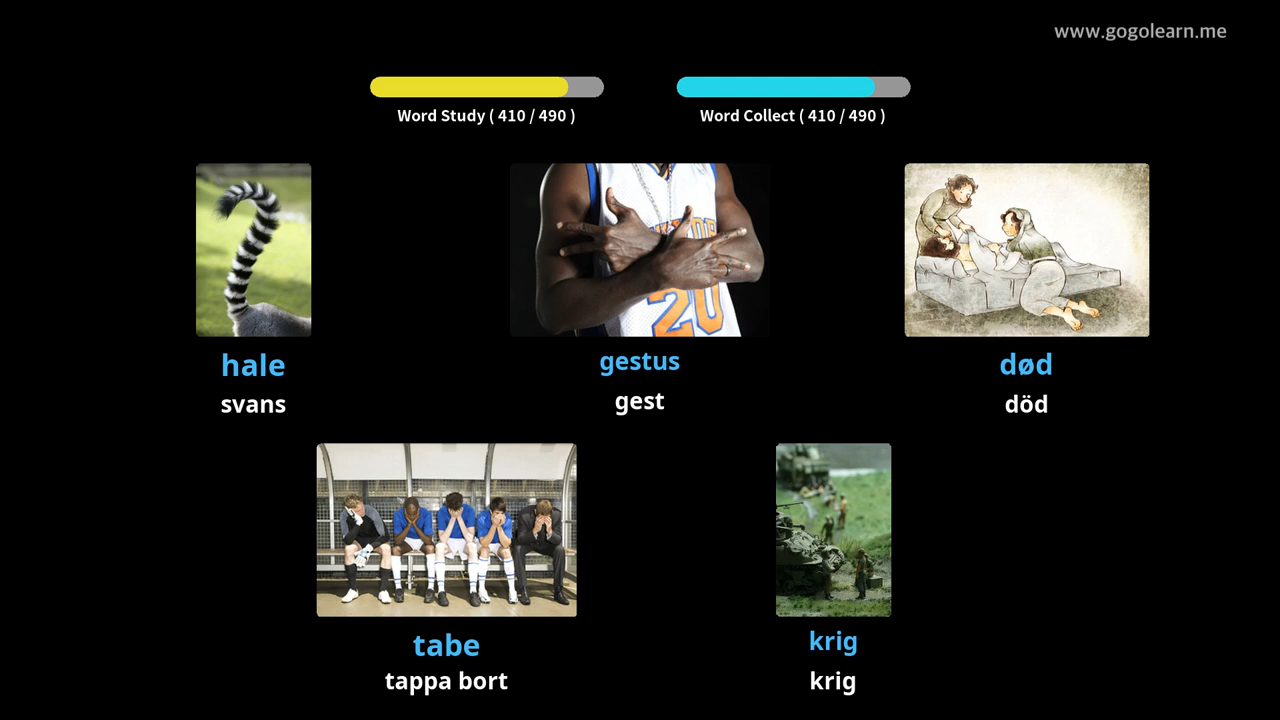 www.gogolearn.me
Word Study ( 410 / 490 )
Word Collect ( 410 / 490 )
20
hale
svans
gestus
gest
død
död
tabe
tappa bort
krig
krig